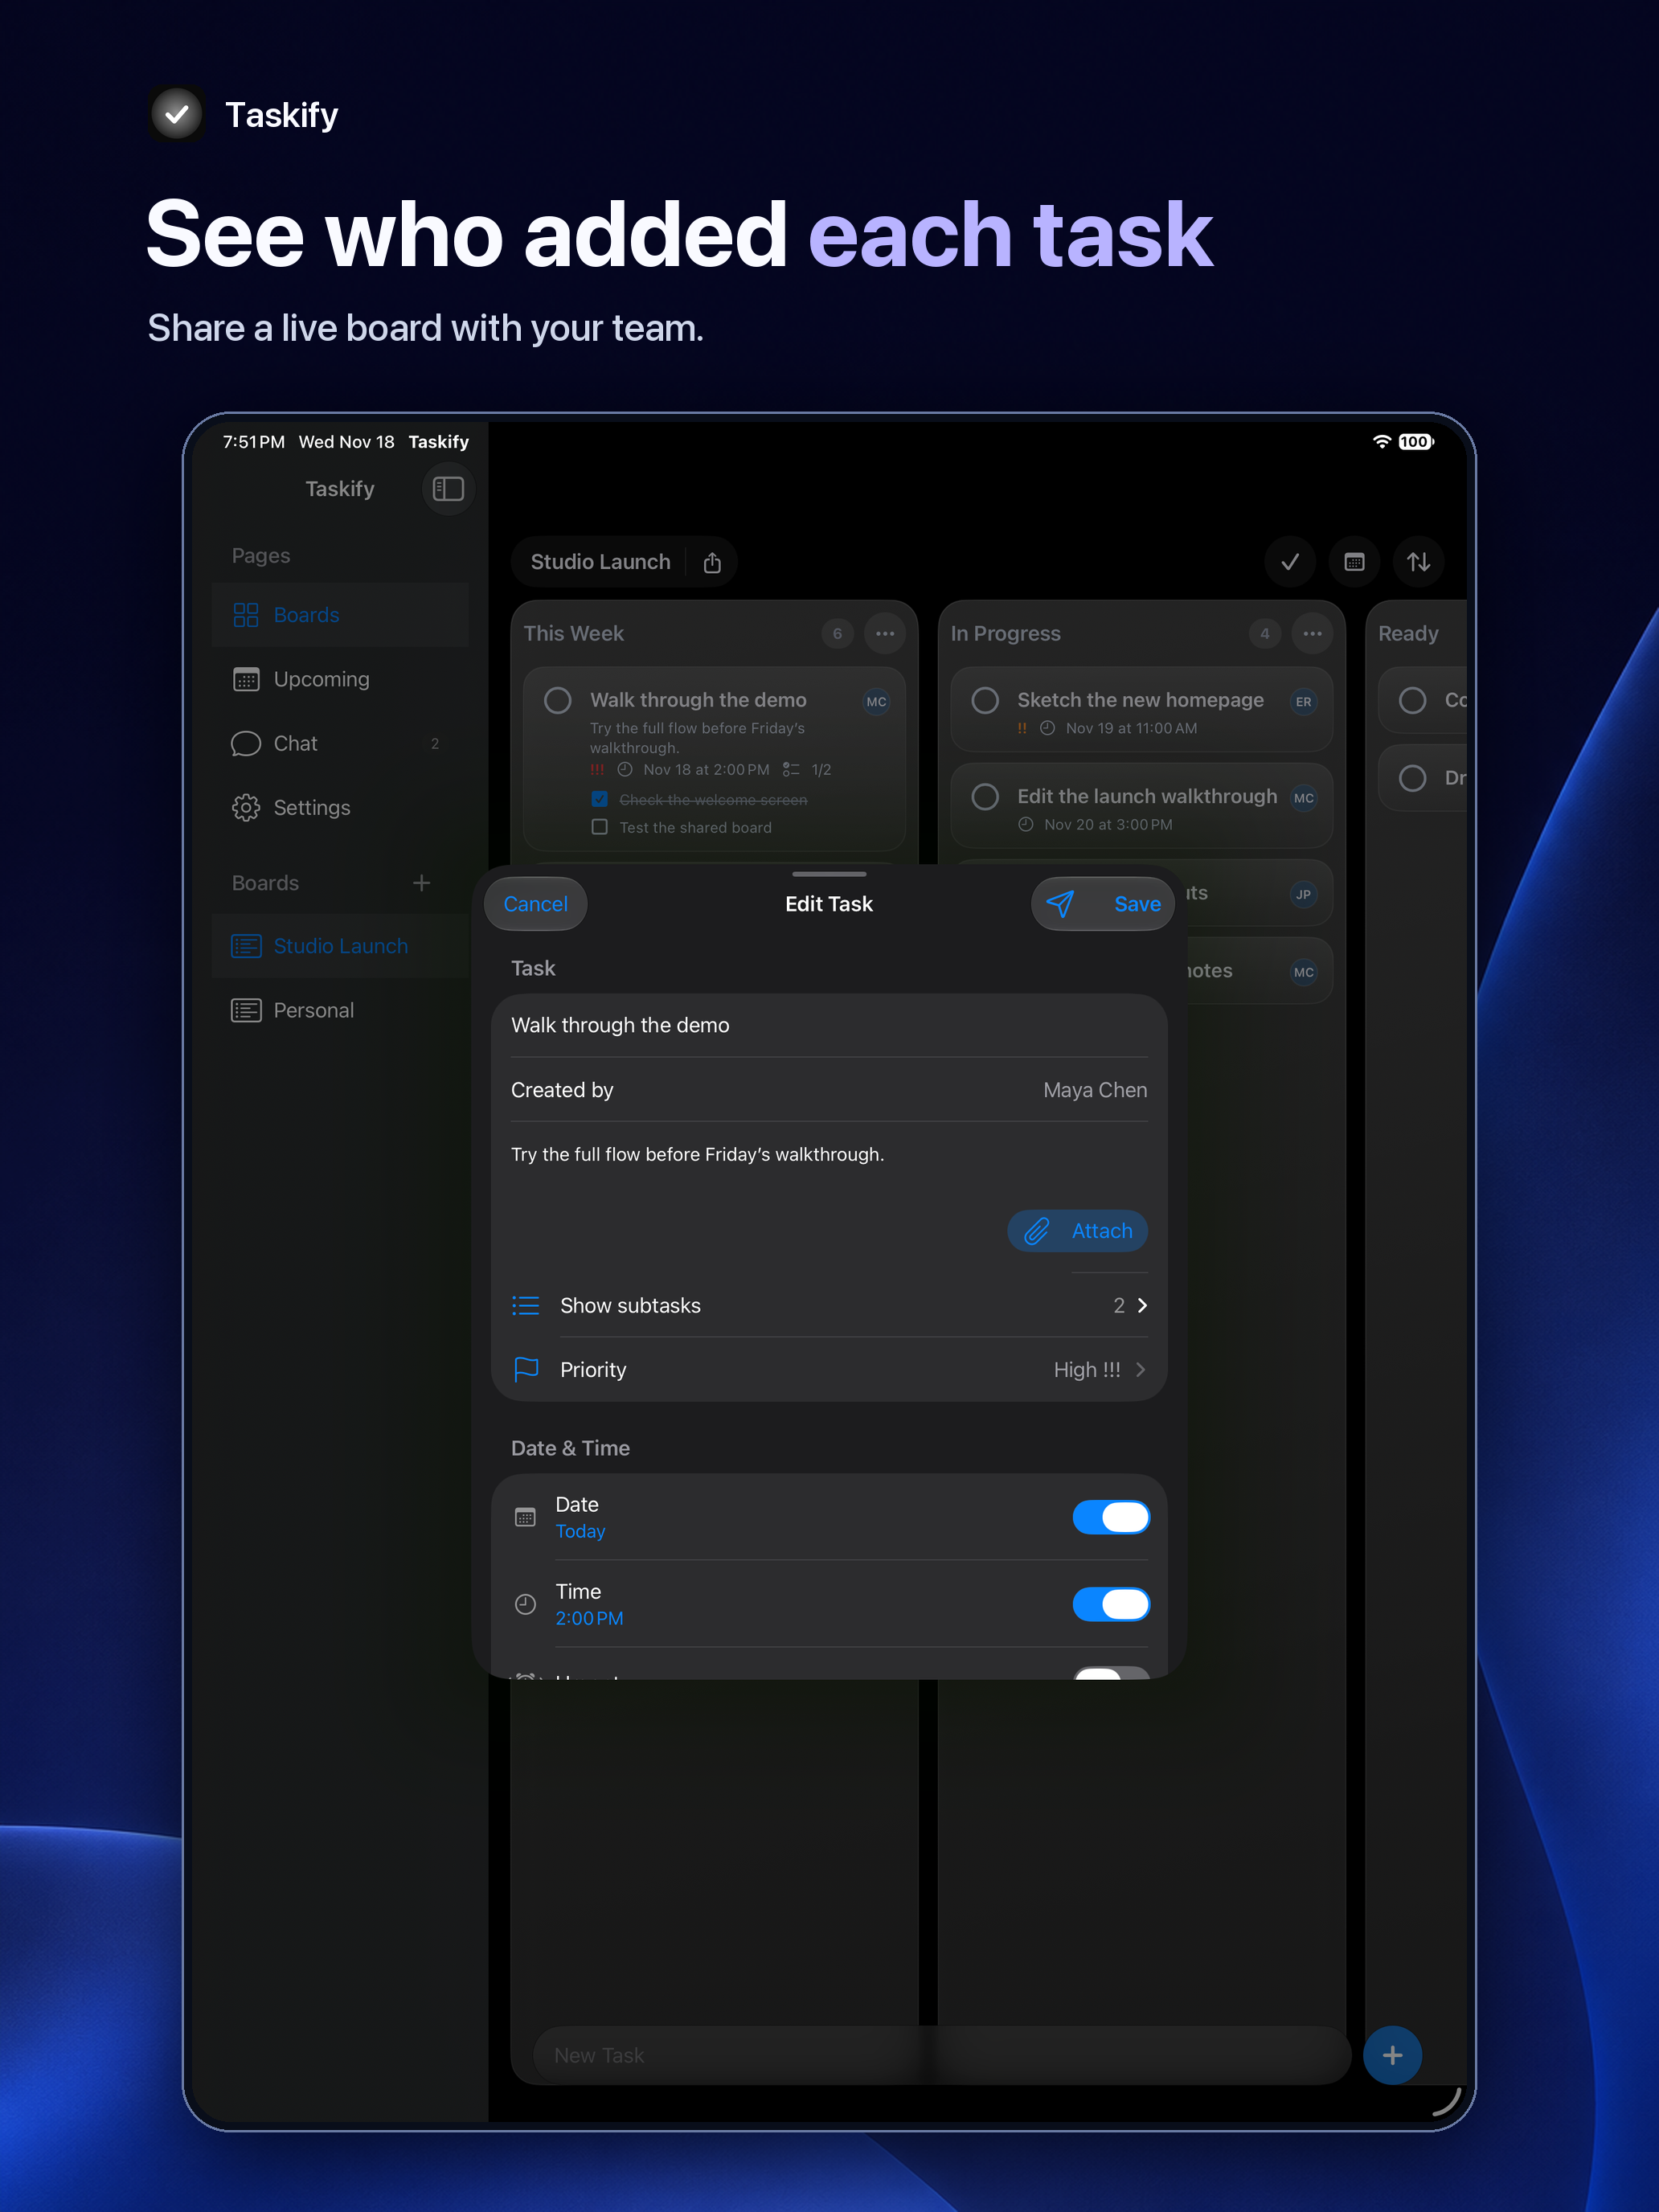 Taskify
See who added each task
Share a live board with your team.
7:51 PM Wed Nov 18 Taskify
100
Taskify
Pages
Boards
Upcoming
Chat 2
Settings
Boards
Studio Launch
Personal
Studio Launch
This Week 6
Walk through the demo MC
Try the full flow before Friday's
walkthrough.
!!! Nov 18 at 2:00 PM 1/2
Check the welcome screen
Test the shared board
In Progress 4
Sketch the new homepage ER
!! Nov 19 at 11:00 AM
Edit the launch walkthrough MC
Nov 20 at 3:00 PM
JP
notes MC
Ready
Cancel
Edit Task
Save
Task
Walk through the demo
Created by Maya Chen
Try the full flow before Friday's walkthrough.
Attach
Show subtasks 2
Priority High !!!
Date & Time
Date
Today
Time
2:00 PM
New Task